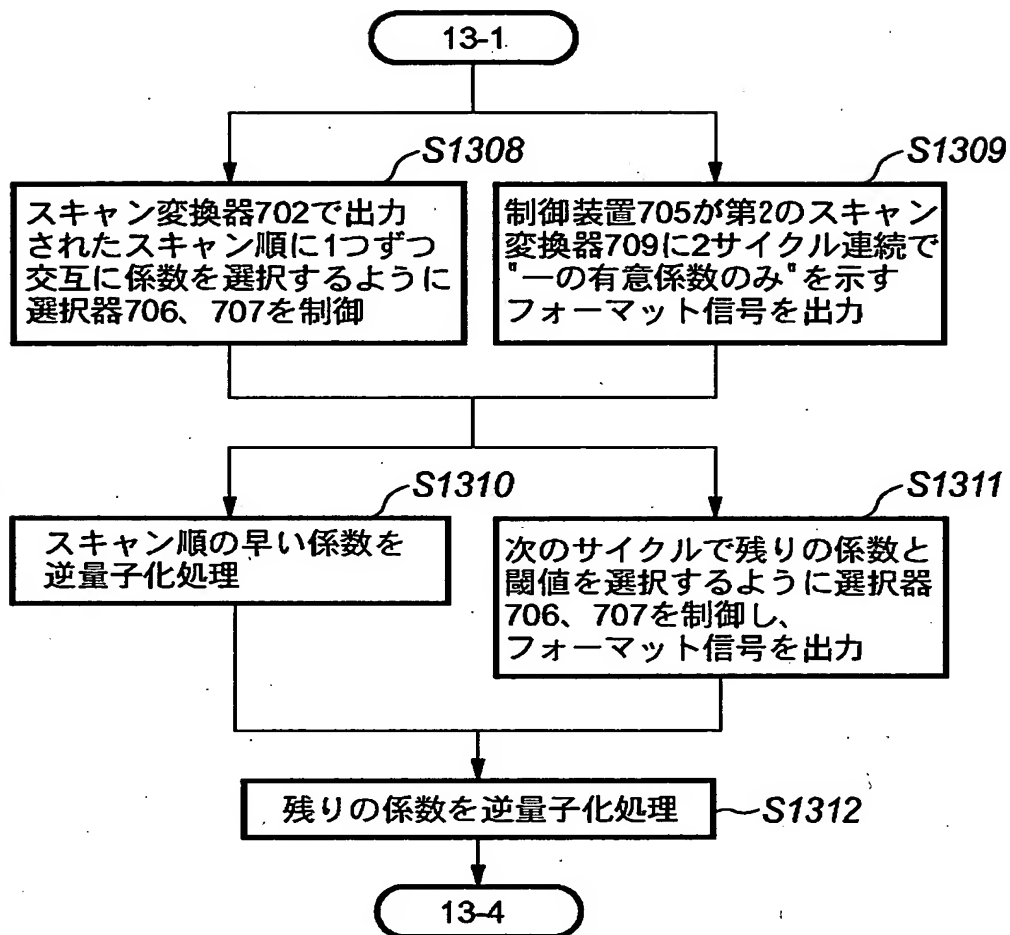 13-1
S1308
スキャン変換器702で出力
されたスキャン順に1つずつ
交互に係数を選択するように
選択器706、707を制御
S1309
制御装置705が第2のスキャン
変換器709に2サイクル連続で
"一の有意係数のみ"を示す
フォーマット信号を出力
S1310
スキャン順の早い係数を
逆量子化処理
S1311
次のサイクルで残りの係数と
閾値を選択するように選択器
706、707を制御し、
フォーマット信号を出力
残りの係数を逆量子化処理
S1312
13-4